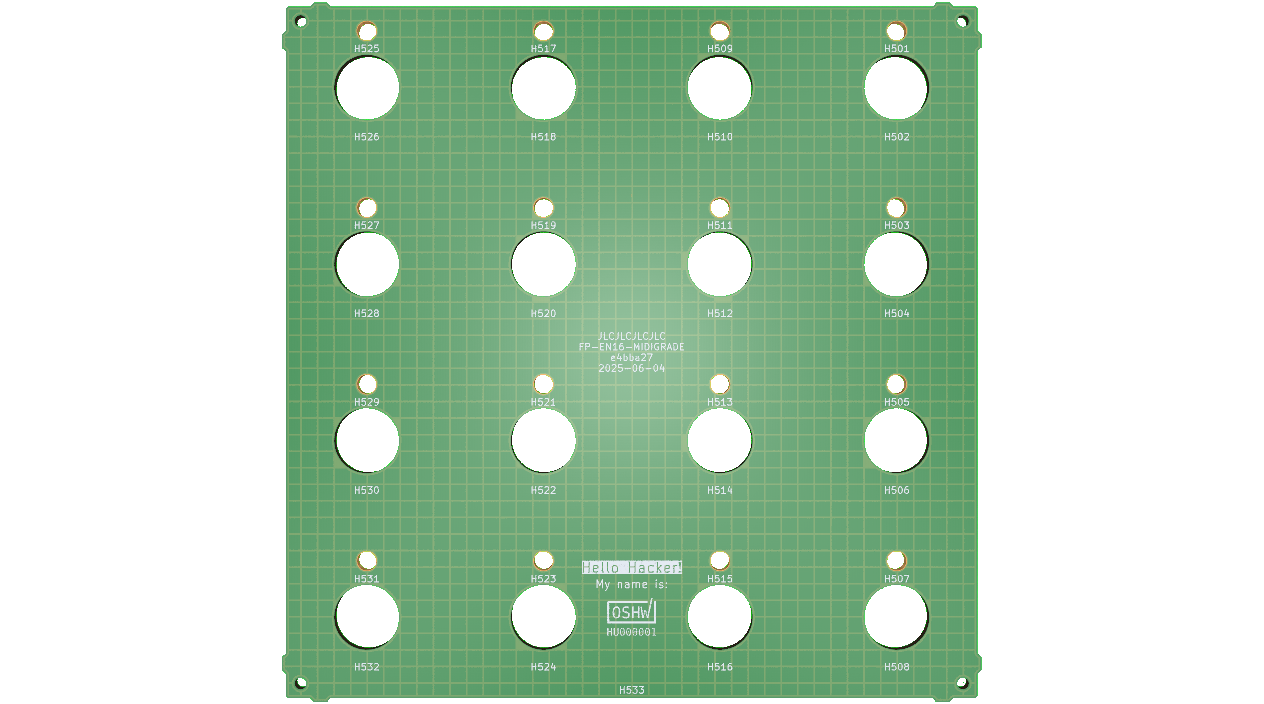 H525 H517 H509 H501
H526 H518 H510 H502
H527 H519 H511 H503
H528 H520 H512 H504
JLCJLCJLCJLC
FP-EN16-MIDIGRADE
e4bba27
2025-06-04
H529 H521 H513 H505
H530 H522 H514 H506
Hello Hacker!
H531 H523 H515 H507
My name is:
OSHW
HU000001
H532 H524 H516 H508
H533